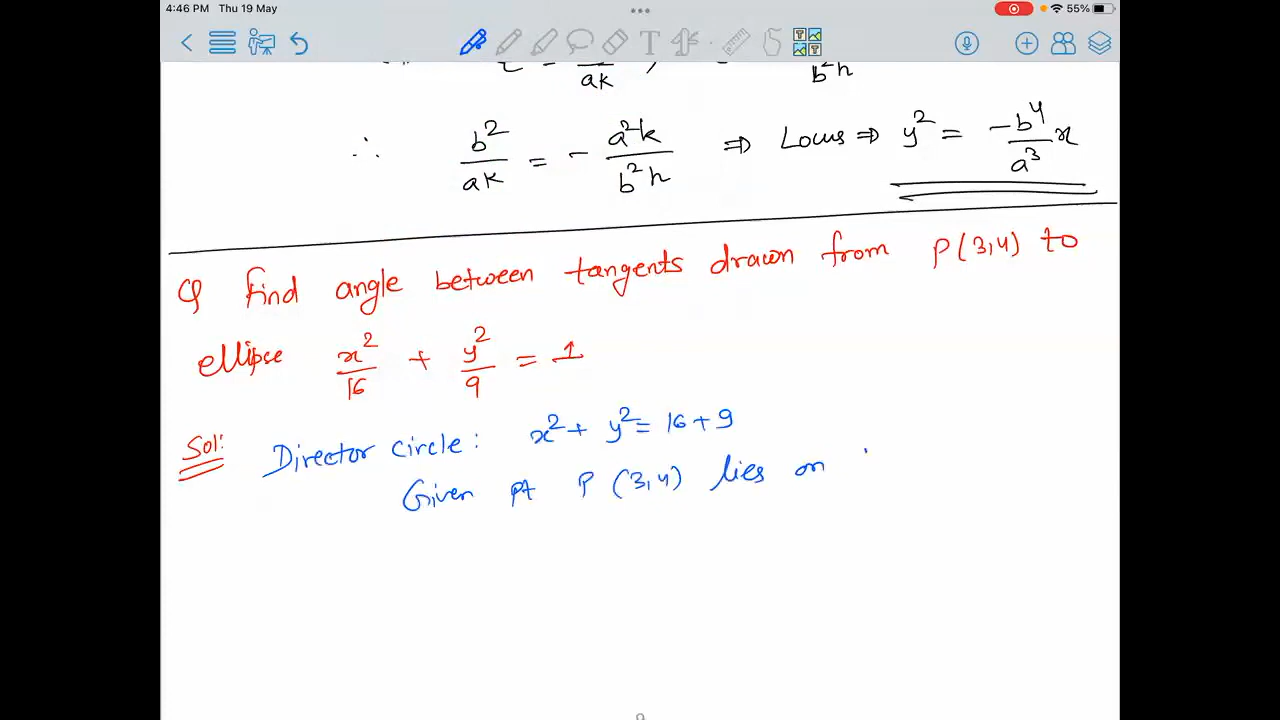 4:46 PM Thu 19 May
55%
T
ak
b²h
∴ b²/ak = - a²k/b²h ⇒ Locus ⇒ y² = -b⁴/a³ x
Q Find angle between tangents drawn from P(3,4) to
ellipse x²/16 + y²/9 = 1
Sol: Director circle: x² + y² = 16+9
Given pt P (3,4) lies on